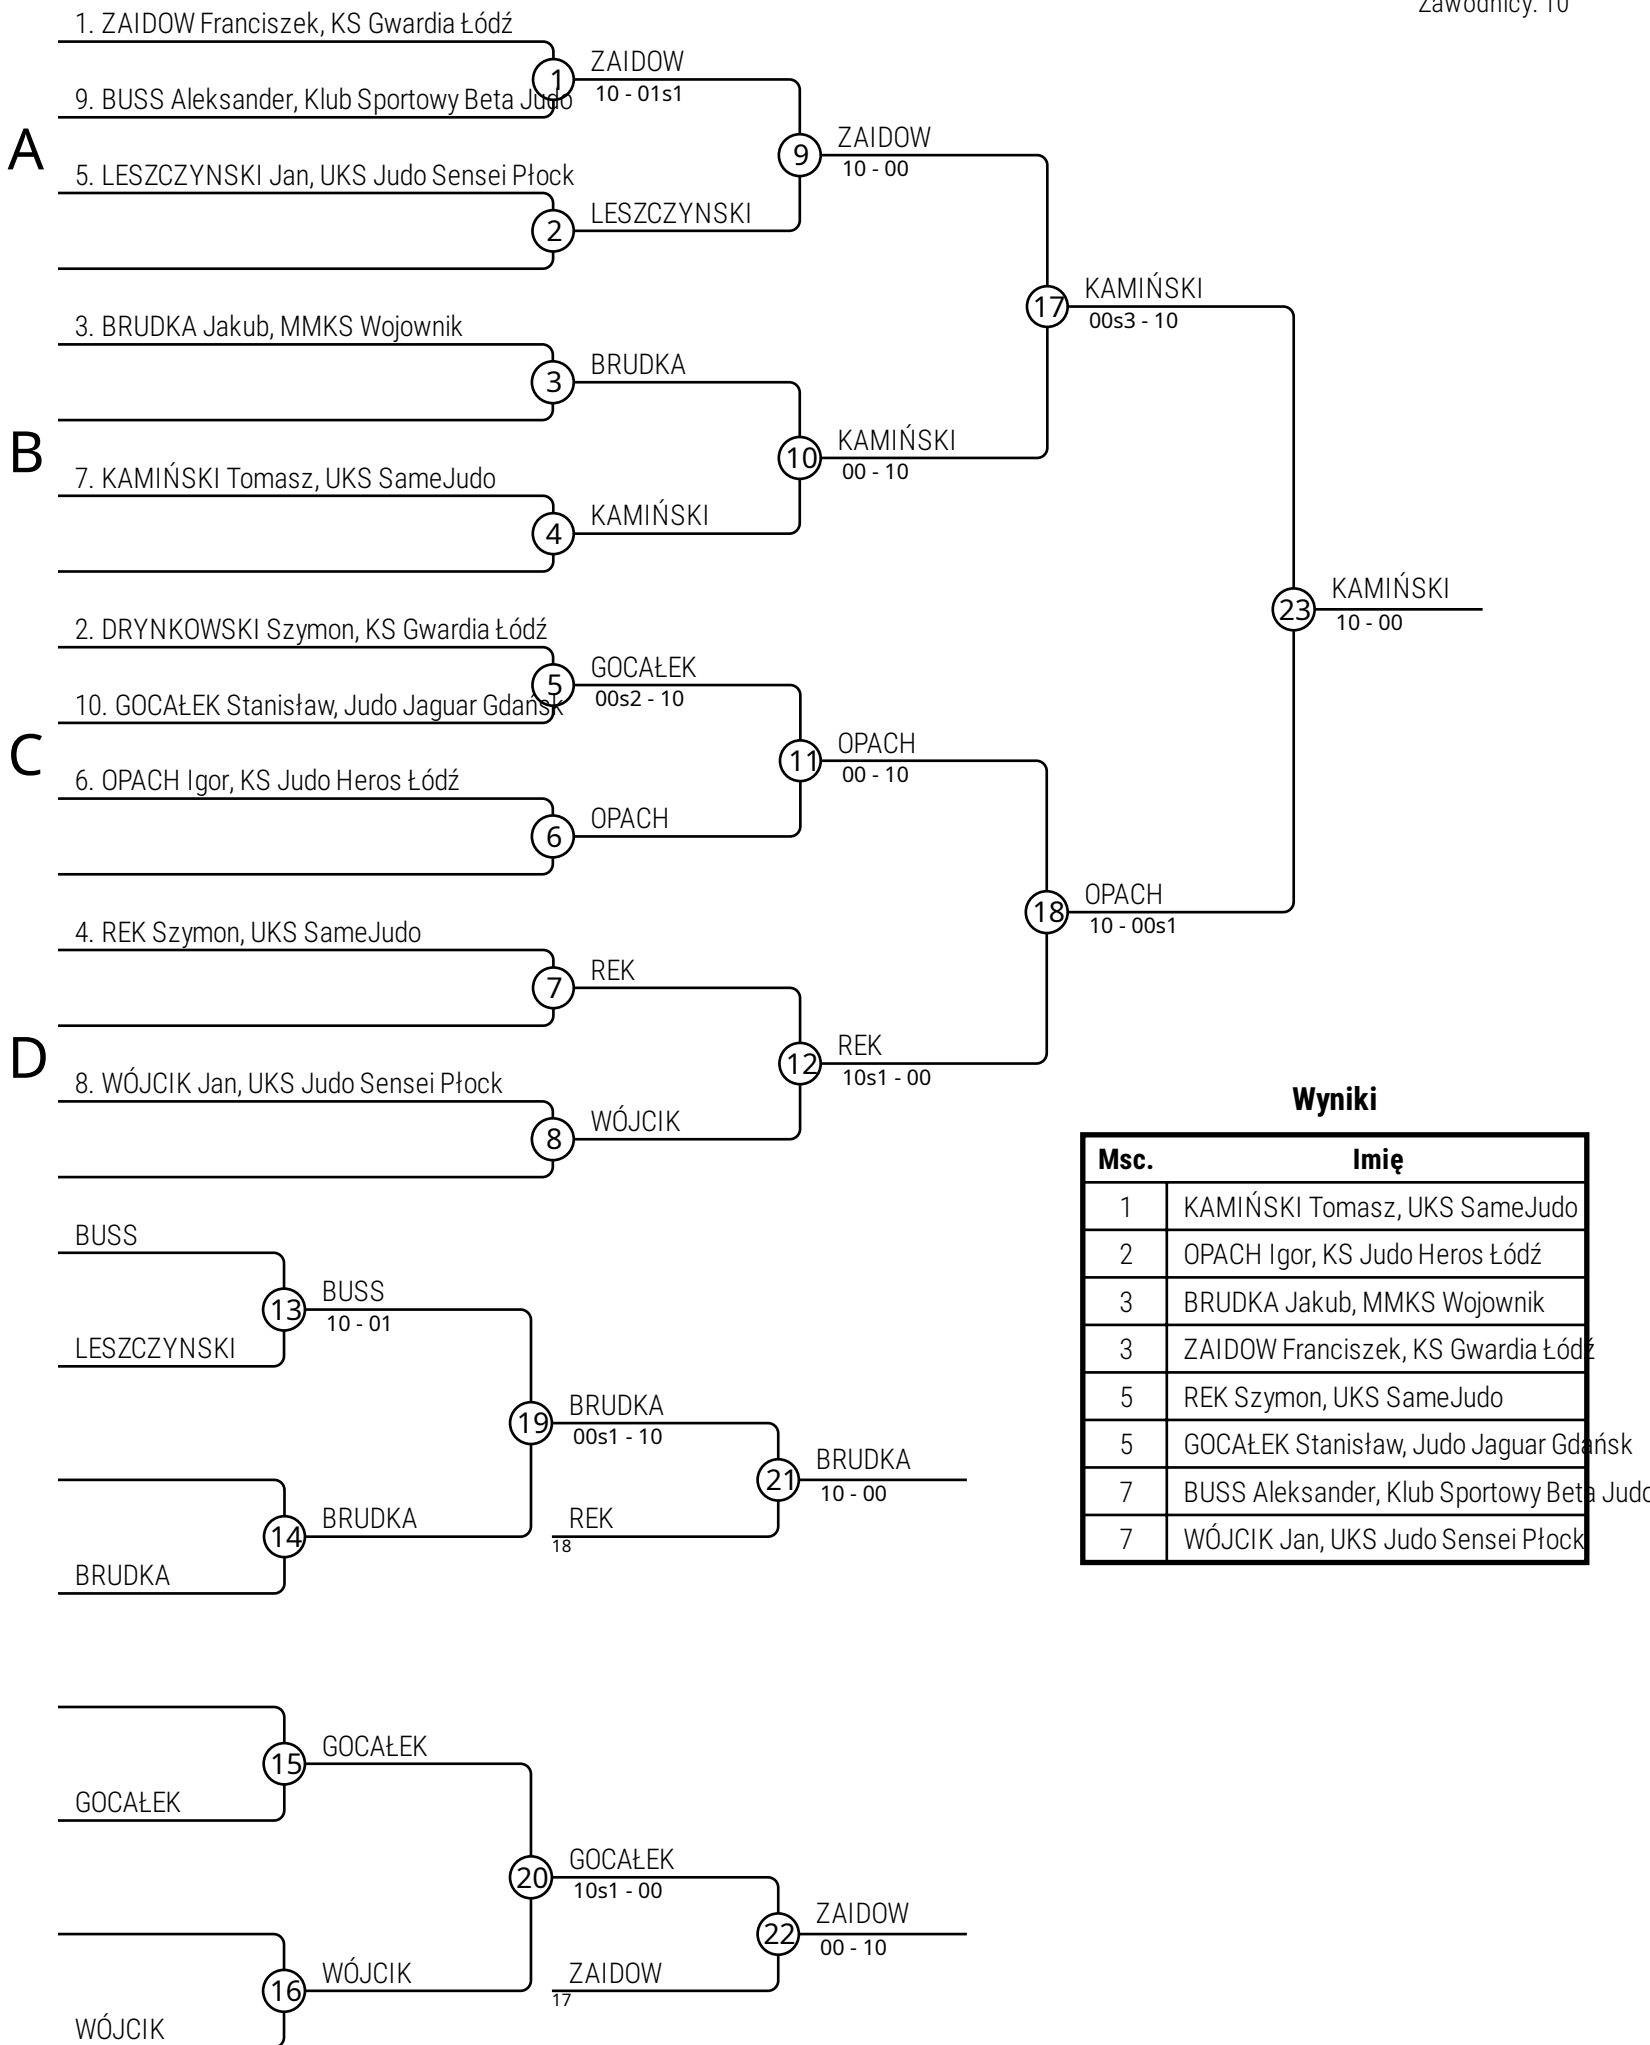 Zawodnicy: 10
1. ZAIDOW Franciszek, KS Gwardia Łódź
ZAIDOW
1
10 - 01s1
9. BUSS Aleksander, Klub Sportowy Beta Judo
A
ZAIDOW
9
10 - 00
5. LESZCZYNSKI Jan, UKS Judo Sensei Płock
LESZCZYNSKI
2
KAMIŃSKI
17
00s3 - 10
3. BRUDKA Jakub, MMKS Wojownik
BRUDKA
3
B
KAMIŃSKI
10
00 - 10
7. KAMIŃSKI Tomasz, UKS SameJudo
KAMIŃSKI
4
KAMIŃSKI
23
10 - 00
2. DRYNKOWSKI Szymon, KS Gwardia Łódź
GOCAŁEK
5
00s2 - 10
10. GOCAŁEK Stanisław, Judo Jaguar Gdańsk
C
OPACH
11
00 - 10
6. OPACH Igor, KS Judo Heros Łódź
OPACH
6
OPACH
18
10 - 00s1
4. REK Szymon, UKS SameJudo
REK
7
D
REK
12
10s1 - 00
8. WÓJCIK Jan, UKS Judo Sensei Płock
WÓJCIK
8
Wyniki
Msc. Imię
1 KAMIŃSKI Tomasz, UKS SameJudo
2 OPACH Igor, KS Judo Heros Łódź
3 BRUDKA Jakub, MMKS Wojownik
3 ZAIDOW Franciszek, KS Gwardia Łódź
5 REK Szymon, UKS SameJudo
5 GOCAŁEK Stanisław, Judo Jaguar Gdańsk
7 BUSS Aleksander, Klub Sportowy Beta Judo
7 WÓJCIK Jan, UKS Judo Sensei Płock
BUSS
BUSS
13
10 - 01
LESZCZYNSKI
BRUDKA
19
00s1 - 10
BRUDKA
21
10 - 00
BRUDKA
14
REK
18
BRUDKA
GOCAŁEK
15
GOCAŁEK
GOCAŁEK
20
10s1 - 00
ZAIDOW
22
00 - 10
WÓJCIK
16
ZAIDOW
17
WÓJCIK